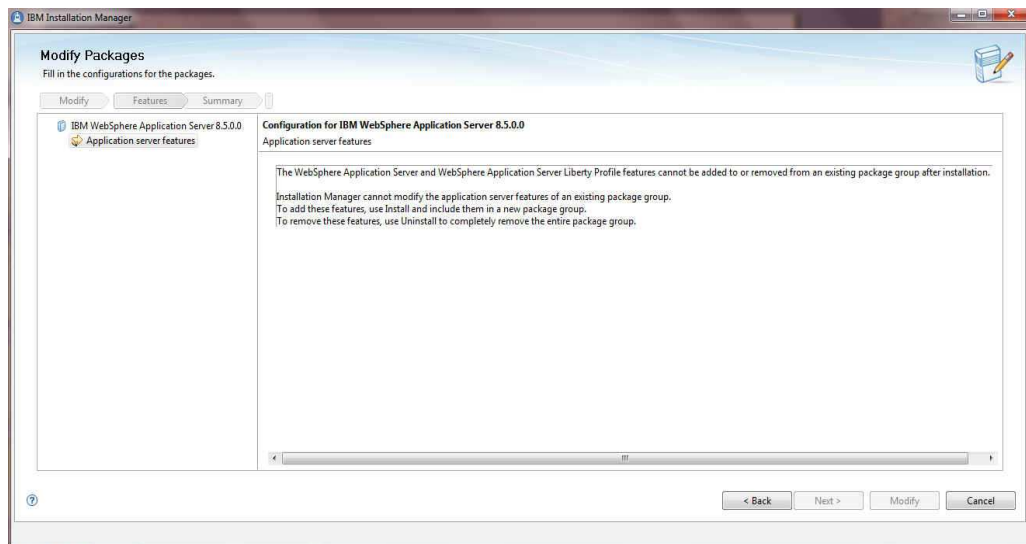 IBM Installation Manager
Modify Packages
Fill in the configurations for the packages.
Modify
Features
Summary
IBM WebSphere Application Server 8.5.0.0
Application server features
Configuration for IBM WebSphere Application Server 8.5.0.0
Application server features
The WebSphere Application Server and WebSphere Application Server Liberty Profile features cannot be added to or removed from an existing package group after installation.
Installation Manager cannot modify the application server features of an existing package group.
To add these features, use Install and include them in a new package group.
To remove these features, use Uninstall to completely remove the entire package group.
< Back
Next >
Modify
Cancel